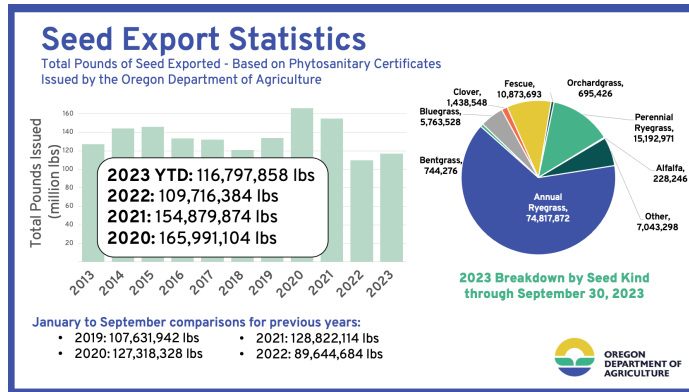 Seed Export Statistics
Total Pounds of Seed Exported - Based on Phytosanitary Certificates
Issued by the Oregon Department of Agriculture
Total Pounds Issued
(million lbs)
160
140
120
100
80
60
40
20
2013
2014
2015
2016
2017
2018
2019
2020
2021
2022
2023
2023 YTD: 116,797,858 lbs
2022: 109,716,384 lbs
2021: 154,879,874 lbs
2020: 165,991,104 lbs
Fescue,
10,873,693
Orchardgrass,
695,426
Clover,
1,438,548
Bluegrass,
5,763,528
Perennial
Ryegrass,
15,192,971
Bentgrass,
744,276
Alfalfa,
228,246
Annual
Ryegrass,
74,817,872
Other,
7,043,298
2023 Breakdown by Seed Kind
through September 30, 2023
January to September comparisons for previous years:
• 2019: 107,631,942 lbs
• 2020: 127,318,328 lbs
• 2021: 128,822,114 lbs
• 2022: 89,644,684 lbs
OREGON
DEPARTMENT OF
AGRICULTURE